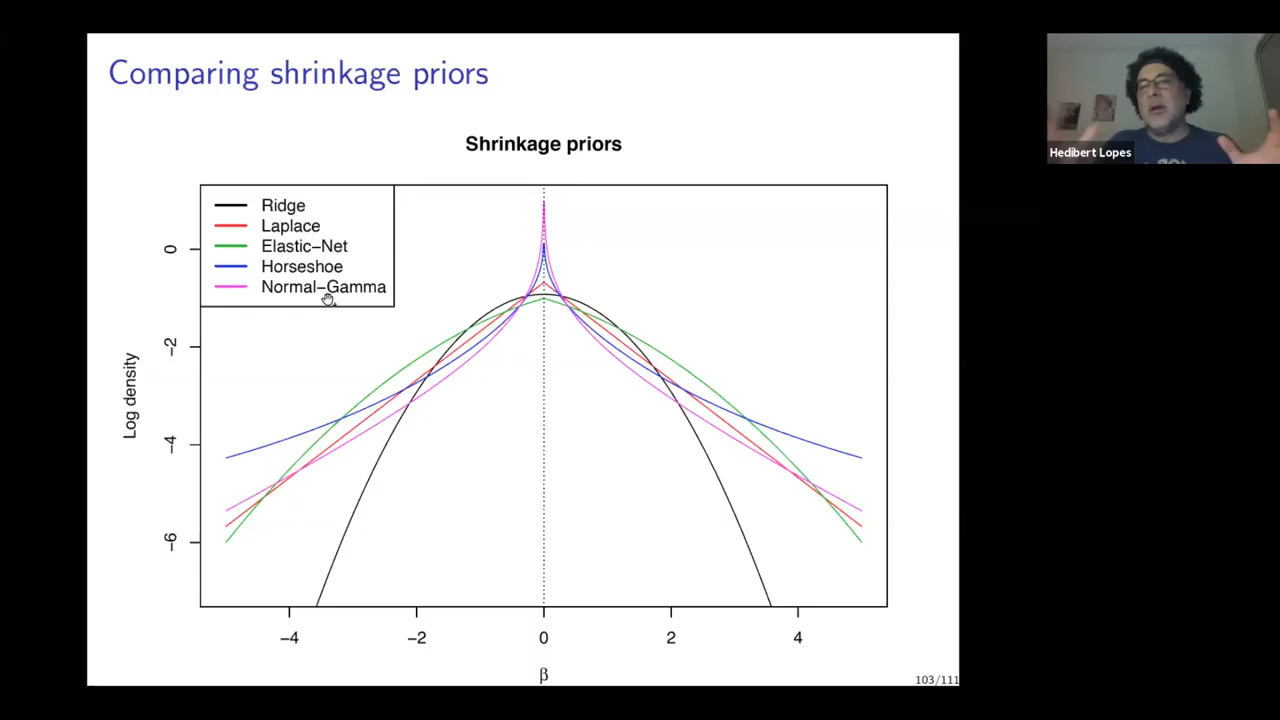 Comparing shrinkage priors
Shrinkage priors
Ridge
Laplace
Elastic−Net
Horseshoe
Normal−Gamma
Log density
0
−2
−4
−6
−4
−2
0
2
4
β
103/111
Hedibert Lopes